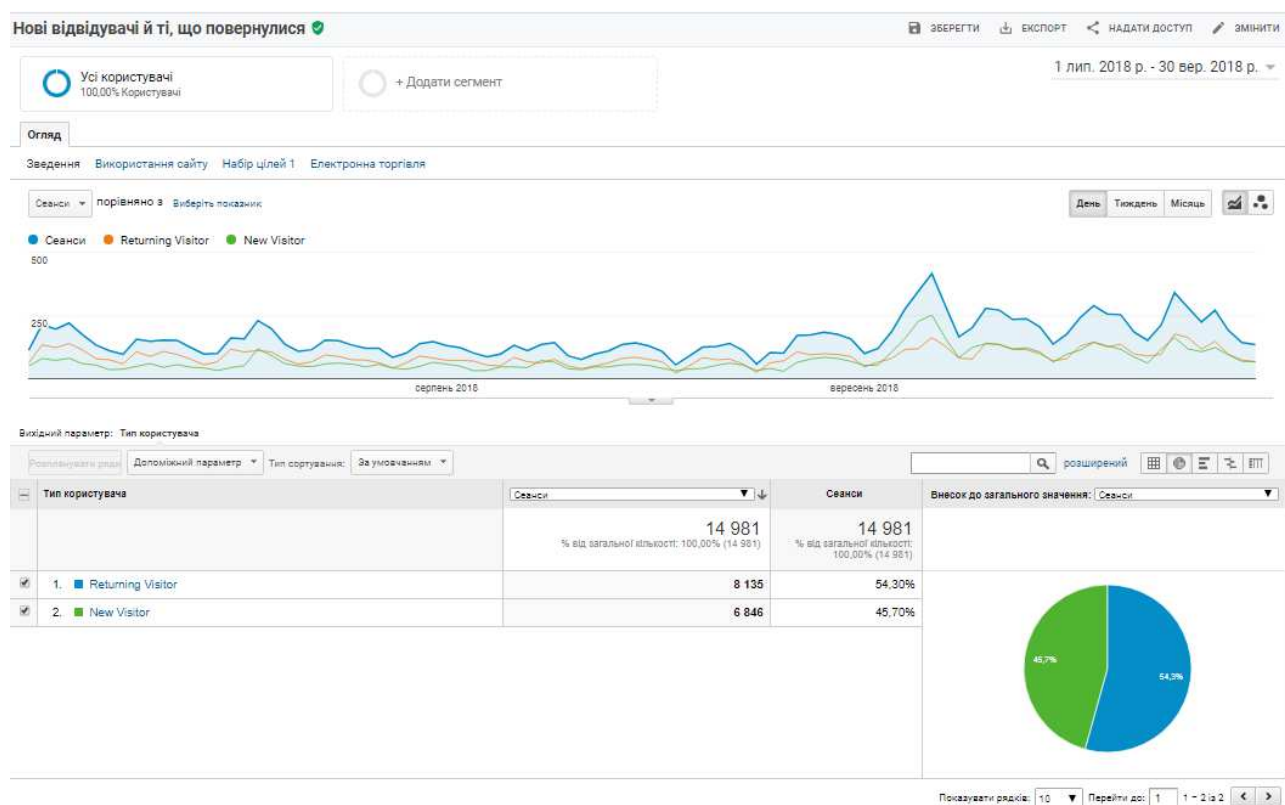 Нові відвідувачі й ті, що повернулися
ЗБЕРЕГТИ ЕКСПОРТ НАДАТИ ДОСТУП ЗМІНИТИ
1 лип. 2018 р. - 30 вер. 2018 р.
Усі користувачі
100,00% Користувачі
+ Додати сегмент
Огляд
Зведення Використання сайту Набір цілей 1 Електронна торгівля
Сеанси порівняно з Виберіть показник
День Тиждень Місяць
Сеанси Returning Visitor New Visitor
500
250
серпень 2018 вересень 2018
Вихідний параметр: Тип користувача
Допоміжний параметр Тип сортування: За умовчанням
розширений
Тип користувача Сеанси Сеанси Внесок до загального значення: Сеанси
14 981 14 981
% від загальної кількості: 100,00% (14 981) % від загальної кількості:
100,00% (14 981)
1. Returning Visitor 8 135 54,30%
2. New Visitor 6 846 45,70%
45,7%
54,3%
Показувати рядків: 10 Перейти до: 1 1 – 2 із 2